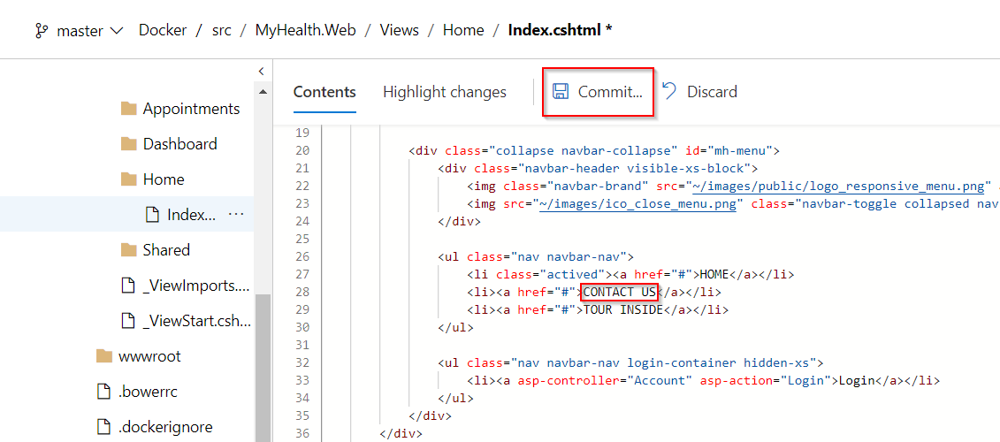 master Docker / src / MyHealth.Web / Views / Home / Index.cshtml *
Appointments
Dashboard
Home
Index... ...
Shared
_ViewImports....
_ViewStart.csh...
wwwroot
.bowerrc
.dockerignore
Contents Highlight changes Commit... Discard
19
20 <div class="collapse navbar-collapse" id="mh-menu">
21 <div class="navbar-header visible-xs-block">
22 <img class="navbar-brand" src="~/images/public/logo_responsive_menu.png"
23 <img src="~/images/ico_close_menu.png" class="navbar-toggle collapsed nav
24 </div>
25
26 <ul class="nav navbar-nav">
27 <li class="actived"><a href="#">HOME</a></li>
28 <li><a href="#">CONTACT US</a></li>
29 <li><a href="#">TOUR INSIDE</a></li>
30 </ul>
31
32 <ul class="nav navbar-nav login-container hidden-xs">
33 <li><a asp-controller="Account" asp-action="Login">Login</a></li>
34 </ul>
35 </div>
36 </div>